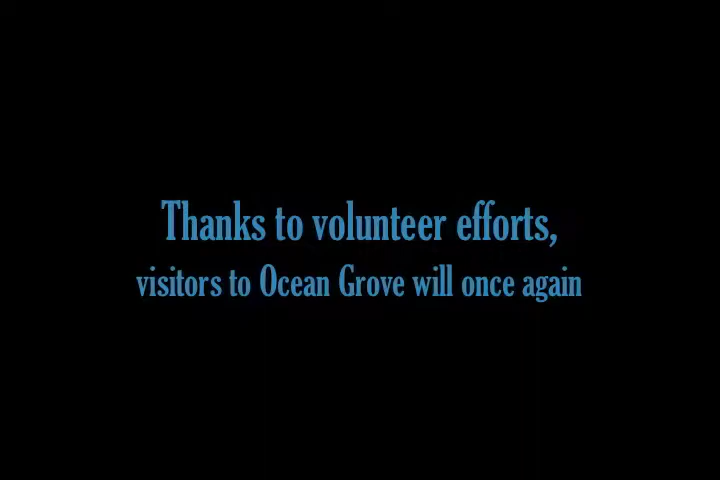 Thanks to volunteer efforts,
visitors to Ocean Grove will once again